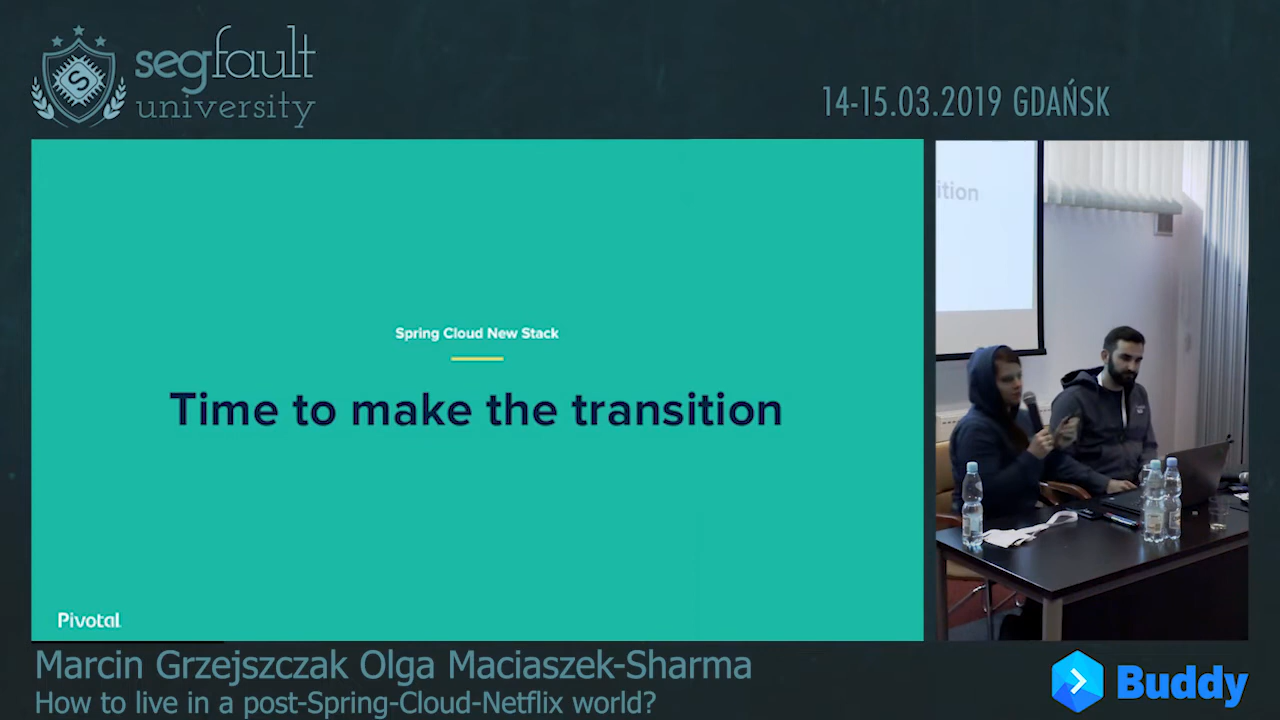 segfault
university
14-15.03.2019 GDAŃSK
Spring Cloud New Stack
Time to make the transition
Pivotal
ition
Marcin Grzejszczak Olga Maciaszek-Sharma
How to live in a post-Spring-Cloud-Netflix world?
Buddy